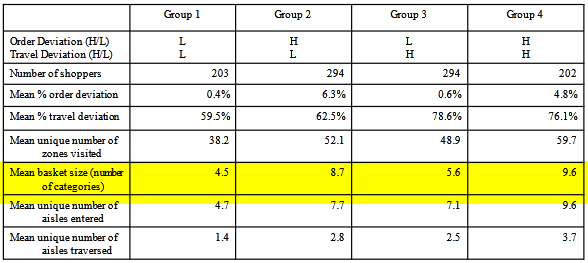 Group 1 Group 2 Group 3 Group 4
Order Deviation (H/L) L H L H
Travel Deviation (H/L) L L H H
Number of shoppers 203 294 294 202
Mean % order deviation 0.4% 6.3% 0.6% 4.8%
Mean % travel deviation 59.5% 62.5% 78.6% 76.1%
Mean unique number of 38.2 52.1 48.9 59.7
zones visited
Mean basket size (number 4.5 8.7 5.6 9.6
of categories)
Mean unique number of 4.7 7.7 7.1 9.6
aisles entered
Mean unique number of 1.4 2.8 2.5 3.7
aisles traversed